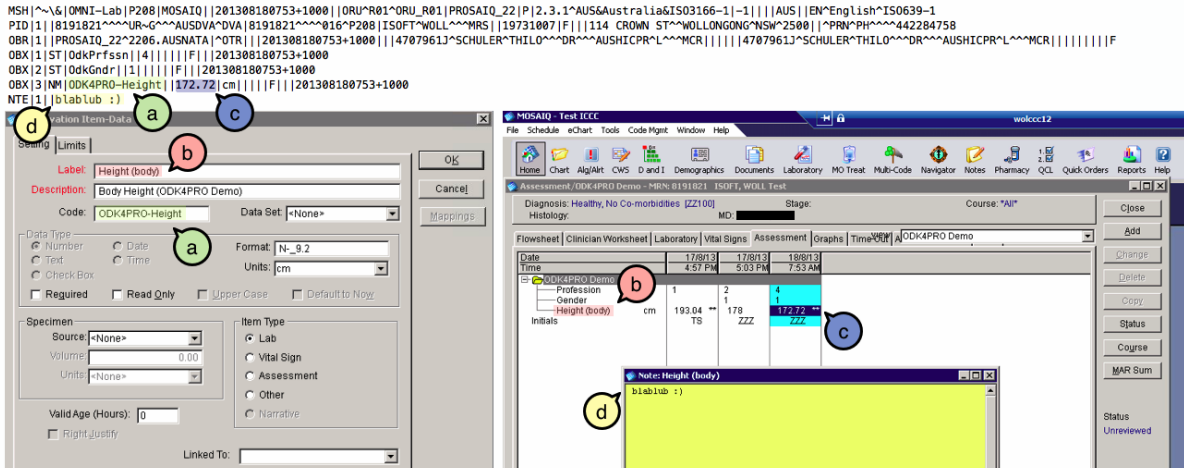 MSH|^~\&|OMNI-Lab|P208|MOSAIQ||201308180753+1000||ORU^R01^ORU_R01|PROSAIQ_22|P|2.3.1^AUS&Australia&ISO3166-1|-1||||AUS||EN^English^ISO639-1
PID|1||8191821^^^^UR~G^^^AUSDVA^DVA|8191821^^^^016^P208|ISOFT^WOLL^^^MRS||19731007|F|||114 CROWN ST^^WOLLONGONG^NSW^2500||^PRN^PH^^^^442284758
OBR|1||PROSAIQ_22^2206.AUSNATA|^OTR|||201308180753+1000|||4707961J^SCHULER^THILO^^^DR^^^AUSHICPR^L^^^MCR||||||4707961J^SCHULER^THILO^^^DR^^^AUSHICPR^L^^^MCR|||||||||F
OBX|1|ST|OdkPrfssn||4||||||F|||201308180753+1000
OBX|2|ST|OdkGndr||1||||||F|||201308180753+1000
OBX|3|NM|ODK4PRO-Height||172.72|cm|||||F|||201308180753+1000
NTE|1||blablub :)
d
a
c
vation Item-Data
Setting
Limits
b
Label: Height (body)
Description: Body Height (ODK4PRO Demo)
Code: ODK4PRO-Height
Data Set: <None>
a
Data Type
Number
Date
Text
Time
Check Box
Format: N-_9.2
Units: cm
Required
Read Only
Upper Case
Default to Now
Specimen
Source: <None>
Volume: 0.00
Units: <None>
Item Type
Lab
Vital Sign
Assessment
Other
Narrative
Valid Age (Hours): 0
Right Justify
Linked To:
OK
Cancel
Mappings
MOSAIQ - Test ICCC
wolccc12
File Schedule eChart Tools Code Mgmt Window Help
Home Chart Alg/Alrt CWS D and I Demographics Documents Laboratory MO Treat Multi-Code Navigator Notes Pharmacy QCL Quick Orders Reports Help
Assessment/ODK4PRO Demo - MRN: 8191821 ISOFT, WOLL Test
Diagnosis: Healthy, No Co-morbidities [ZZ100] Stage: Course: *All*
Histology: MD:
Flowsheet Clinician Worksheet Laboratory Vital Signs Assessment Graphs Time-Out A View: ODK4PRO Demo
Date 17/8/13 17/8/13 18/8/13
Time 4:57 PM 5:03 PM 7:53 AM
ODK4PRO Demo
Profession 1 2 4
Gender 1 1
Height (body) cm 193.04 ** 178 172.72 **
Initials TS ZZZ ZZZ
b
c
Note: Height (body)
blablub :)
d
Close
Add
Change
Delete
Copy
Status
Course
MAR Sum
Status
Unreviewed